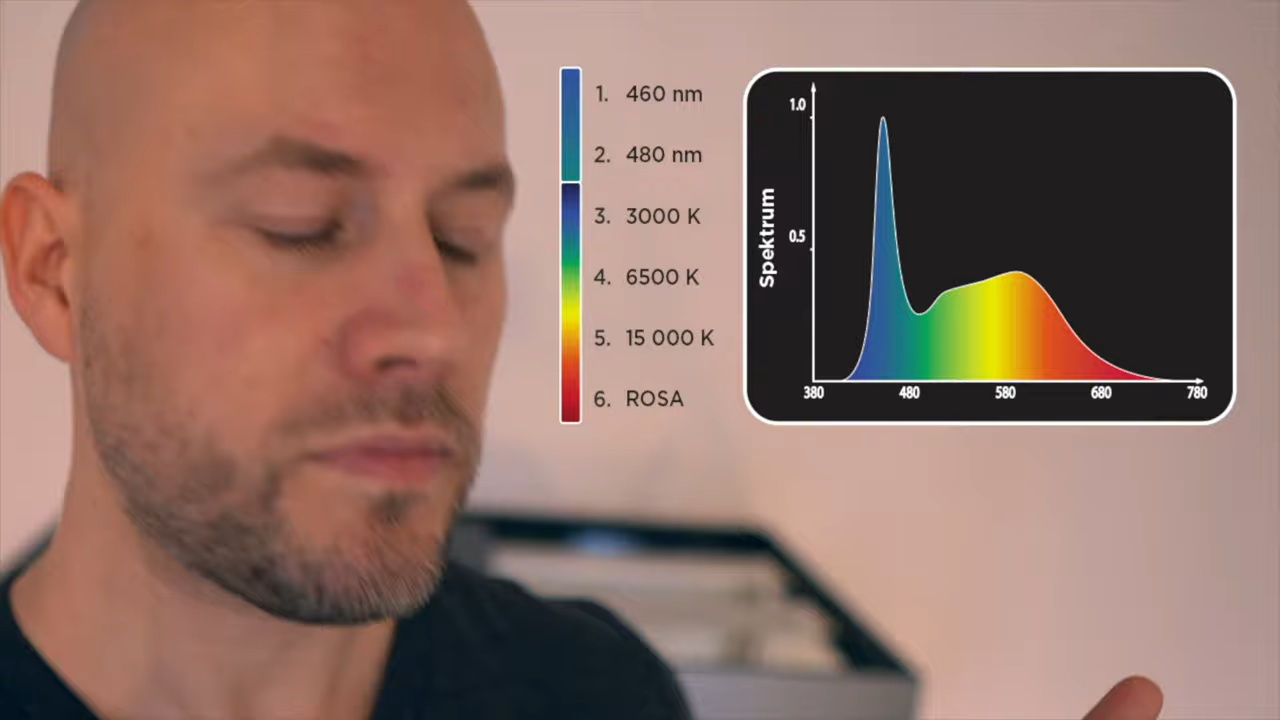 1. 460 nm
2. 480 nm
3. 3000 K
4. 6500 K
5. 15 000 K
6. ROSA
Spektrum
1.0
0.5
380 480 580 680 780